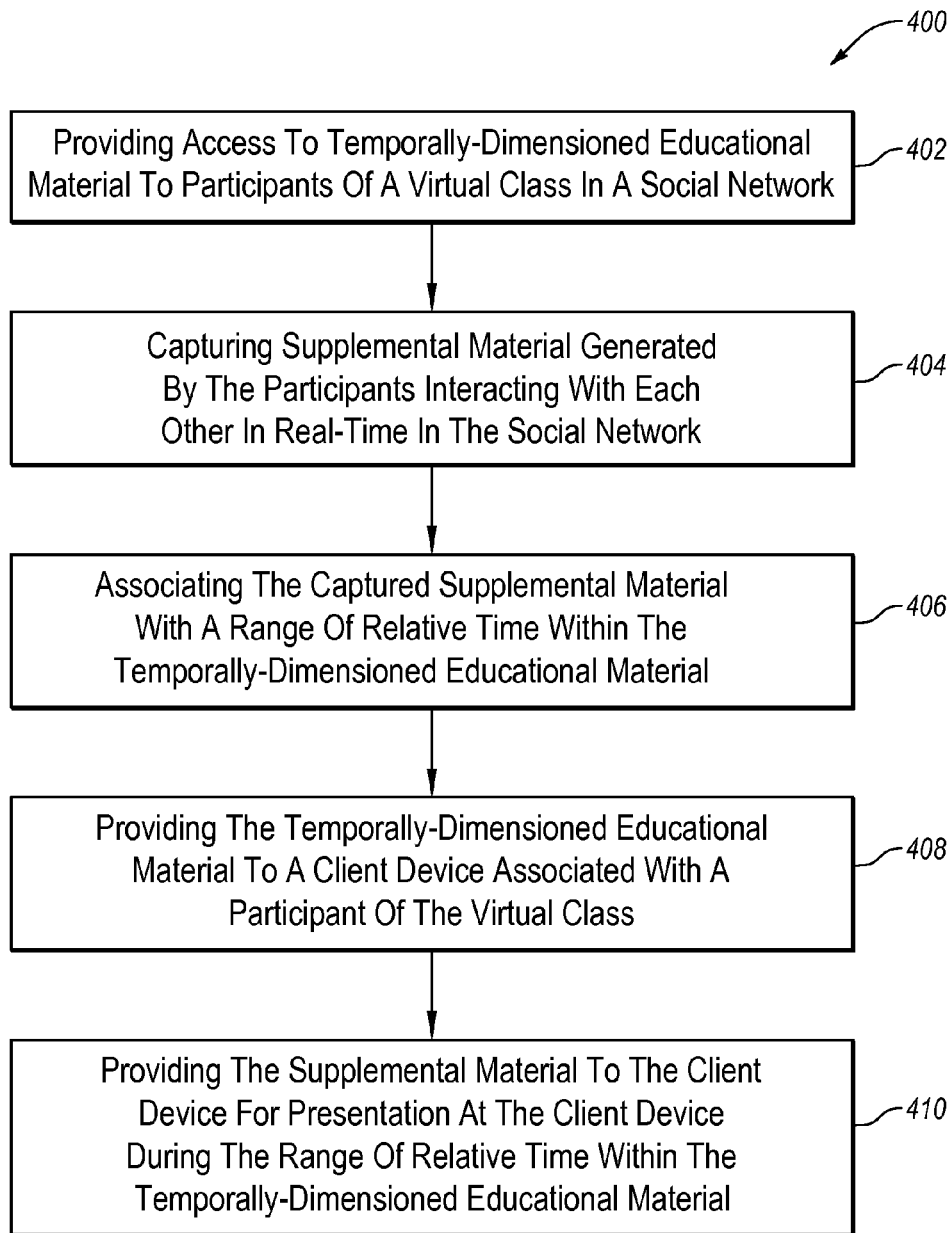 400
Providing Access To Temporally-Dimensioned Educational
Material To Participants Of A Virtual Class In A Social Network
402
Capturing Supplemental Material Generated
By The Participants Interacting With Each
Other In Real-Time In The Social Network
404
Associating The Captured Supplemental Material
With A Range Of Relative Time Within The
Temporally-Dimensioned Educational Material
406
Providing The Temporally-Dimensioned Educational
Material To A Client Device Associated With A
Participant Of The Virtual Class
408
Providing The Supplemental Material To The Client
Device For Presentation At The Client Device
During The Range Of Relative Time Within The
Temporally-Dimensioned Educational Material
410